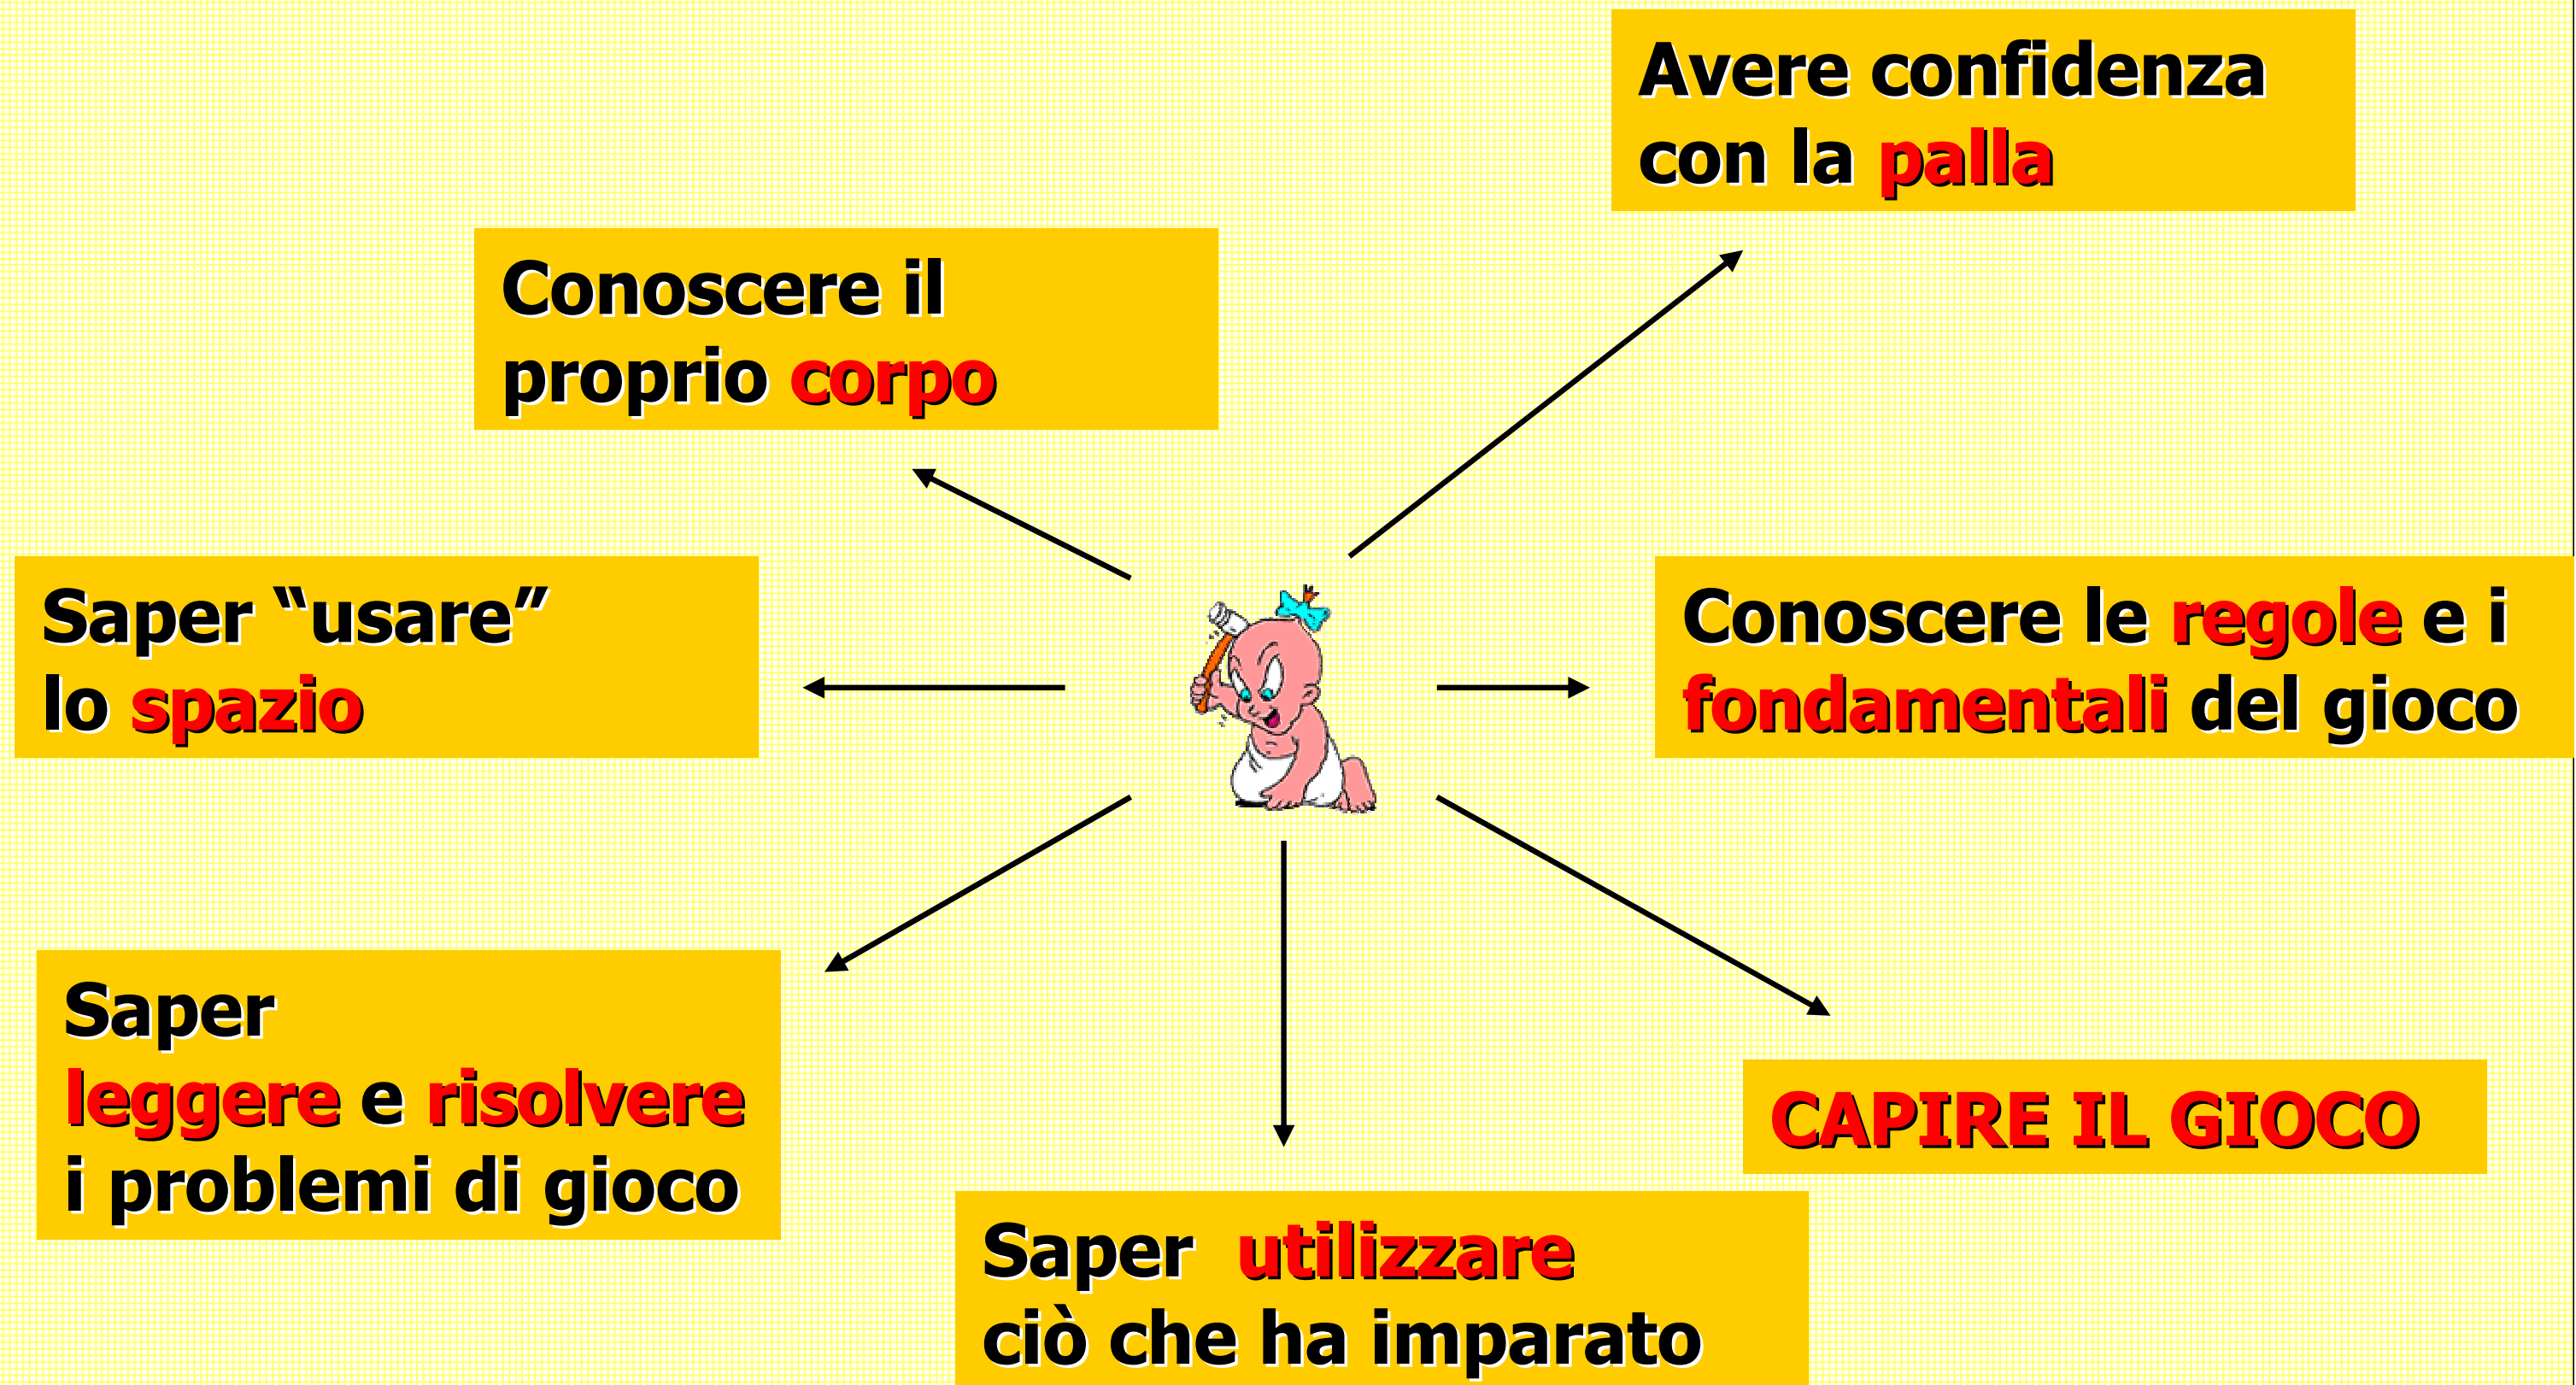 Avere confidenza
con la palla
Conoscere il
proprio corpo
Saper “usare”
lo spazio
Conoscere le regole e i
fondamentali del gioco
Saper
leggere e risolvere
i problemi di gioco
CAPIRE IL GIOCO
Saper utilizzare
ciò che ha imparato